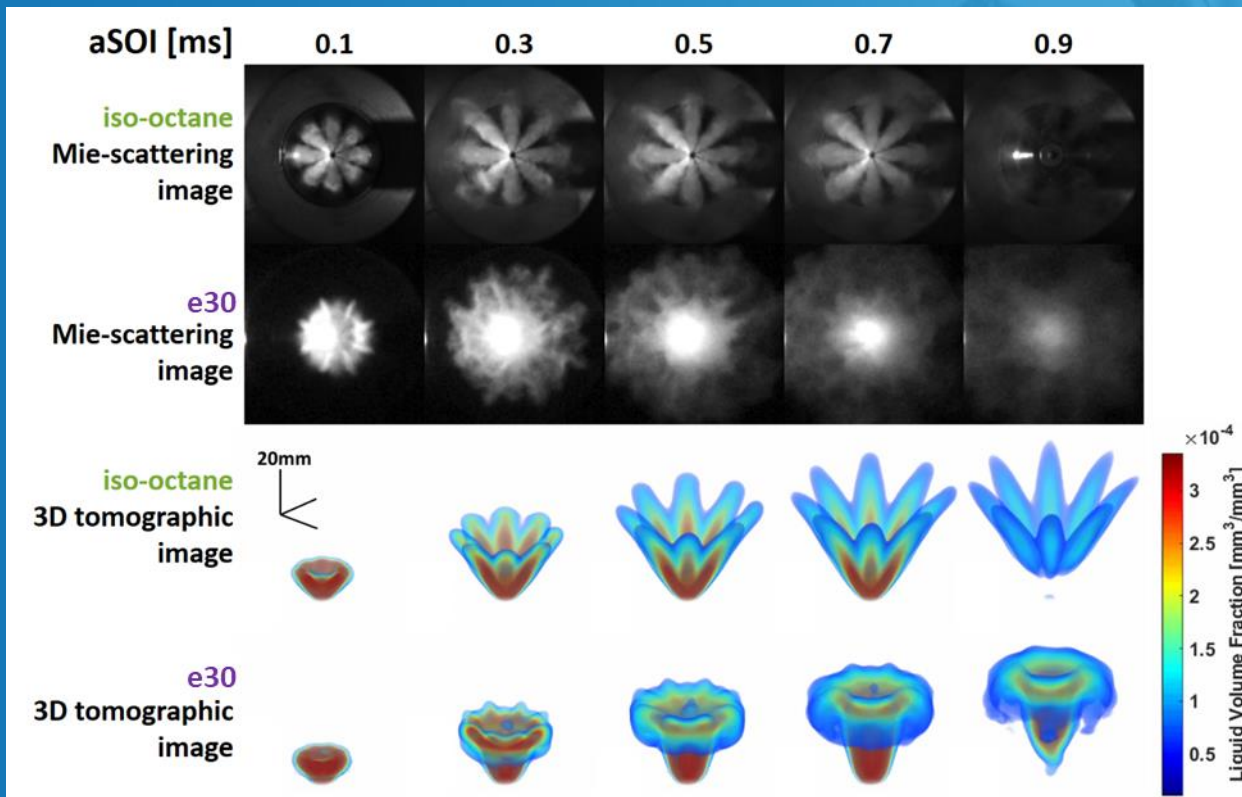 aSOI [ms] 0.1 0.3 0.5 0.7 0.9
iso-octane
Mie-scattering
image
e30
Mie-scattering
image
iso-octane
3D tomographic
image
20mm
e30
3D tomographic
image
×10⁻⁴
3
2.5
2
1.5
1
0.5
Liquid Volume Fraction [mm³/mm³]